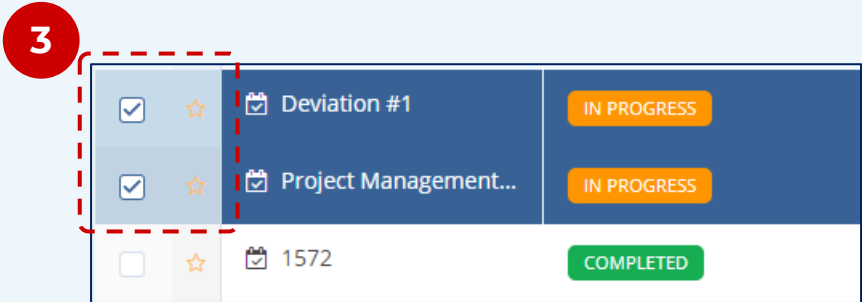 3
Deviation #1 IN PROGRESS
Project Management... IN PROGRESS
1572 COMPLETED